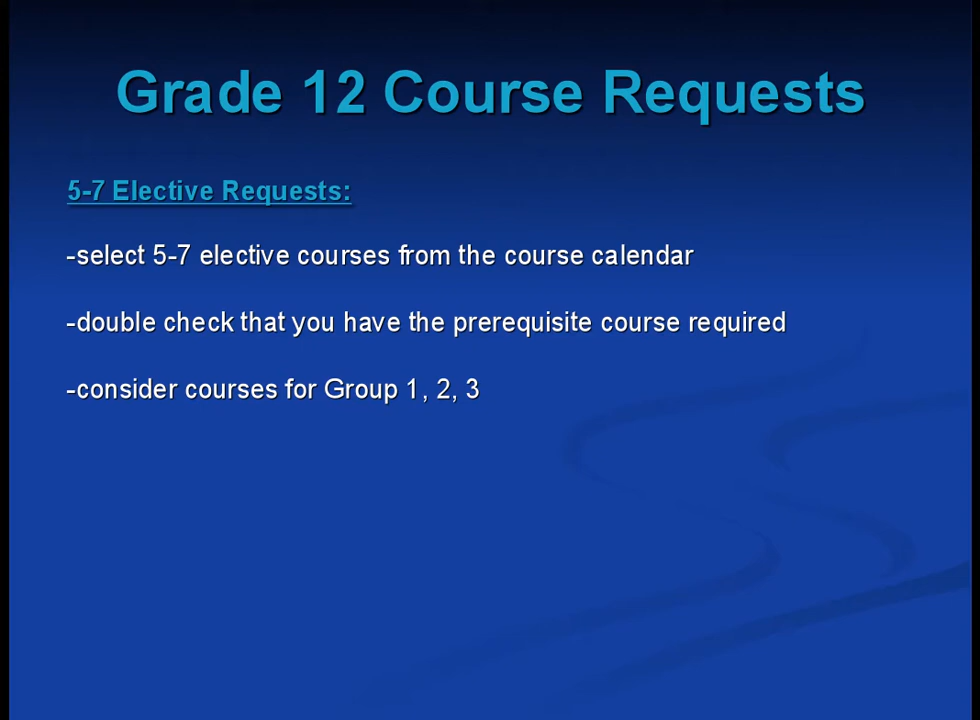 Grade 12 Course Requests
5-7 Elective Requests:
-select 5-7 elective courses from the course calendar
-double check that you have the prerequisite course required
-consider courses for Group 1, 2, 3